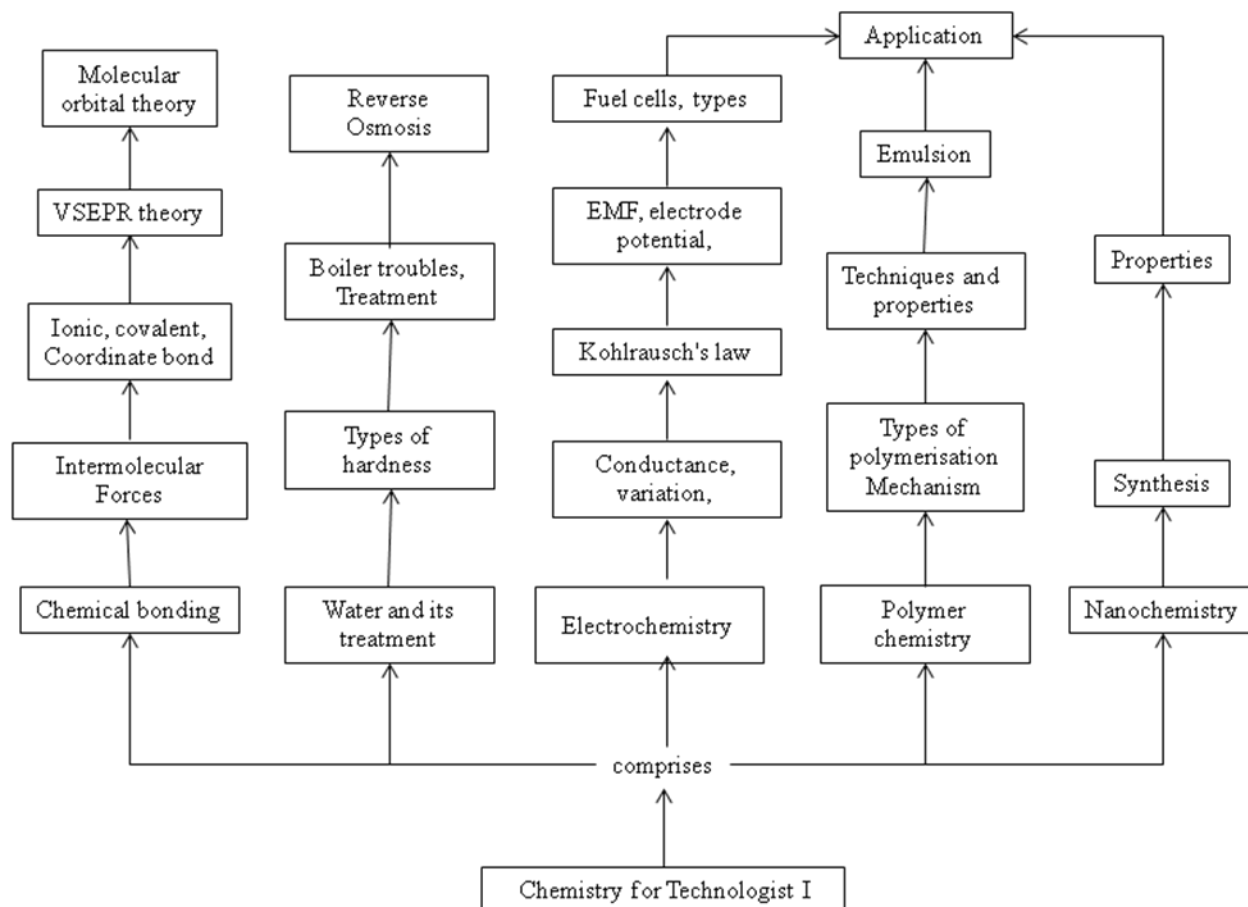 Application
Molecular
orbital theory
Reverse
Osmosis
Fuel cells, types
Emulsion
VSEPR theory
EMF, electrode
potential,
Boiler troubles,
Treatment
Techniques and
properties
Properties
Ionic, covalent,
Coordinate bond
Kohlrausch's law
Types of
hardness
Types of
polymerisation
Mechanism
Intermolecular
Forces
Conductance,
variation,
Synthesis
Chemical bonding
Water and its
treatment
Electrochemistry
Polymer
chemistry
Nanochemistry
comprises
Chemistry for Technologist I